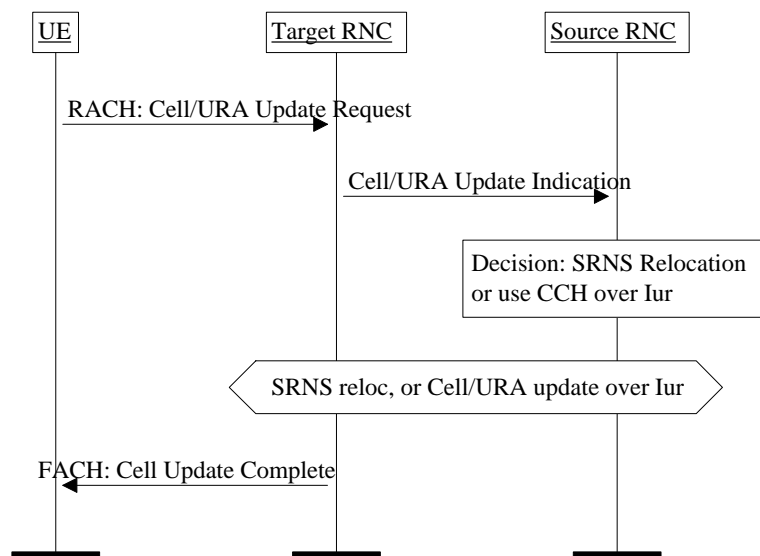 UE
Target RNC
Source RNC
RACH: Cell/URA Update Request
Cell/URA Update Indication
Decision: SRNS Relocation
or use CCH over Iur
SRNS reloc, or Cell/URA update over Iur
FACH: Cell Update Complete